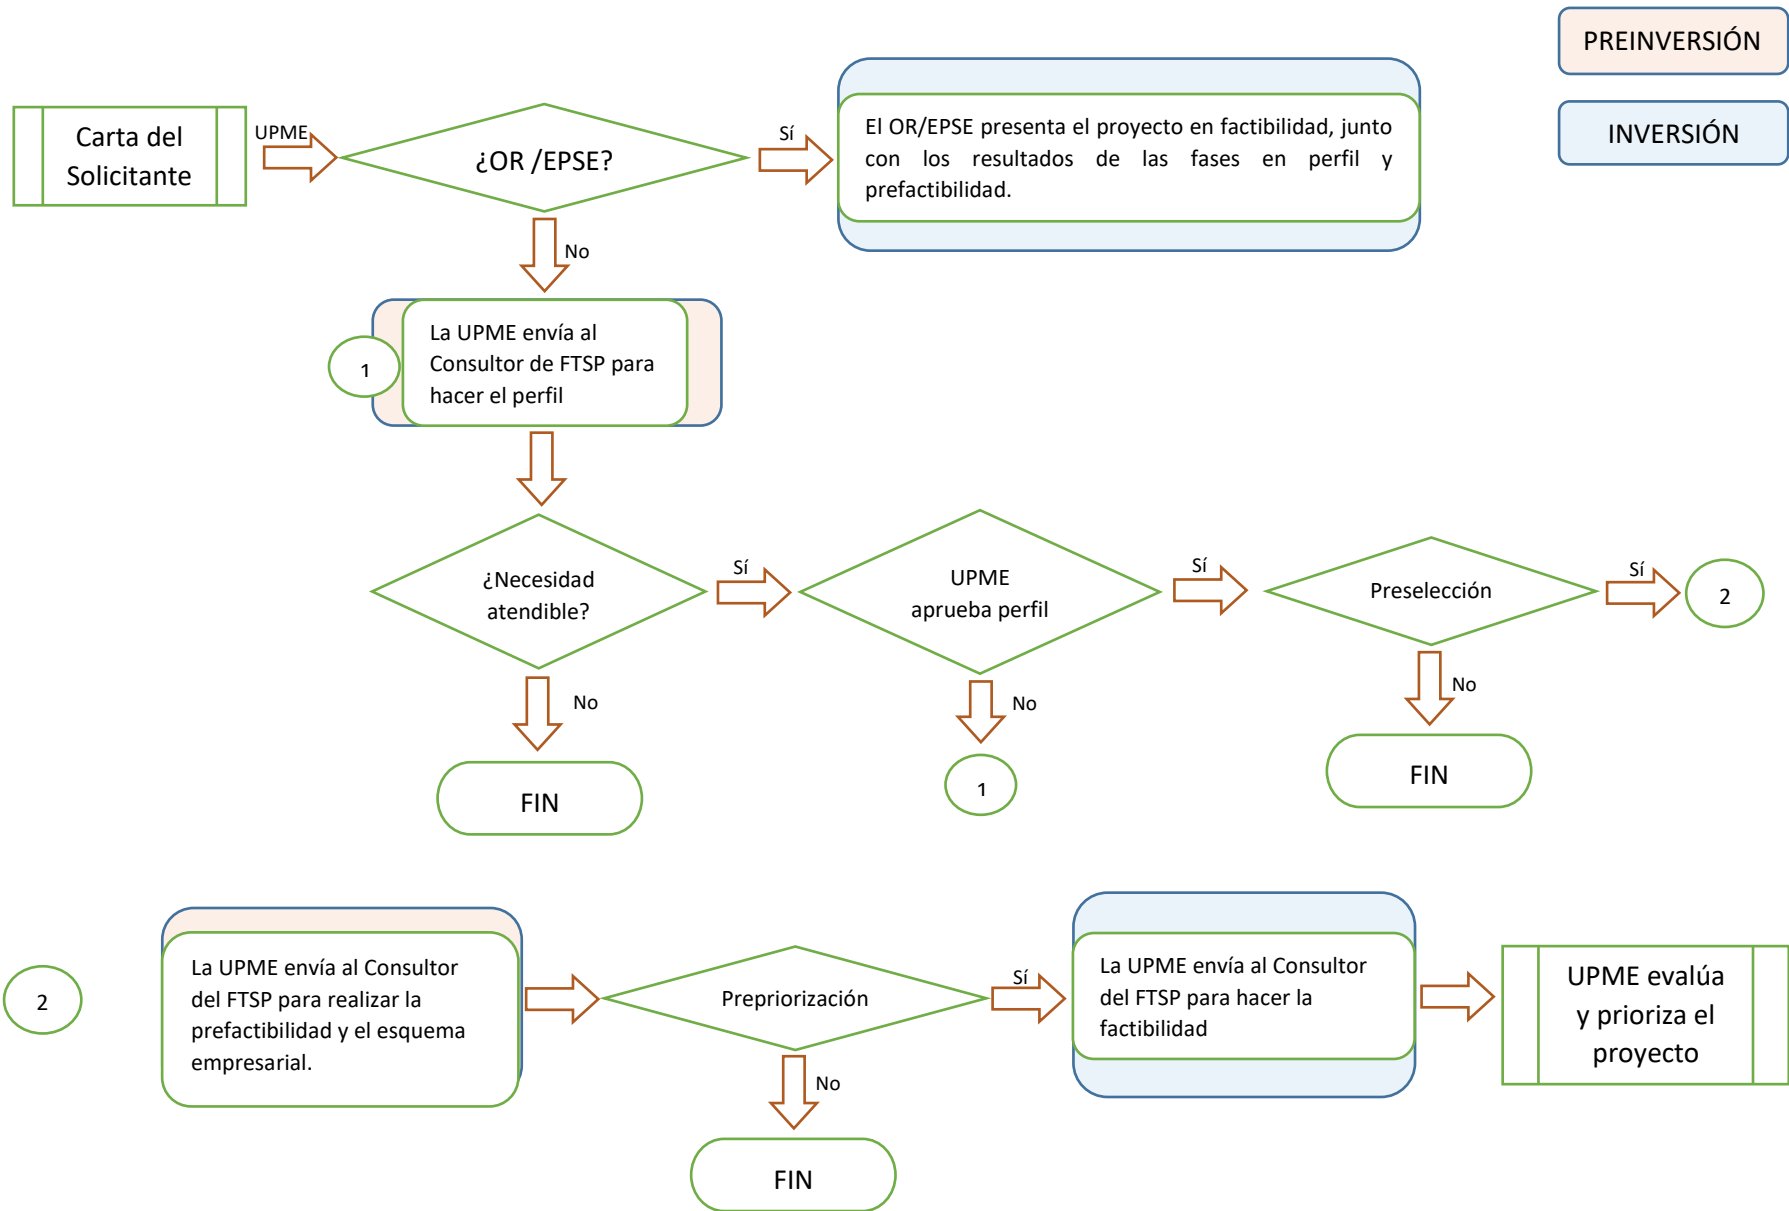 PREINVERSIÓN
INVERSIÓN
Carta del
Solicitante
UPME
¿OR /EPSE?
Sí
El OR/EPSE presenta el proyecto en factibilidad, junto
con los resultados de las fases en perfil y
prefactibilidad.
No
1
La UPME envía al
Consultor de FTSP para
hacer el perfil
¿Necesidad
atendible?
Sí
UPME
aprueba perfil
Sí
Preselección
Sí
2
No
No
No
FIN
1
FIN
2
La UPME envía al Consultor
del FTSP para realizar la
prefactibilidad y el esquema
empresarial.
Prepriorización
Sí
La UPME envía al Consultor
del FTSP para hacer la
factibilidad
UPME evalúa
y prioriza el
proyecto
No
FIN